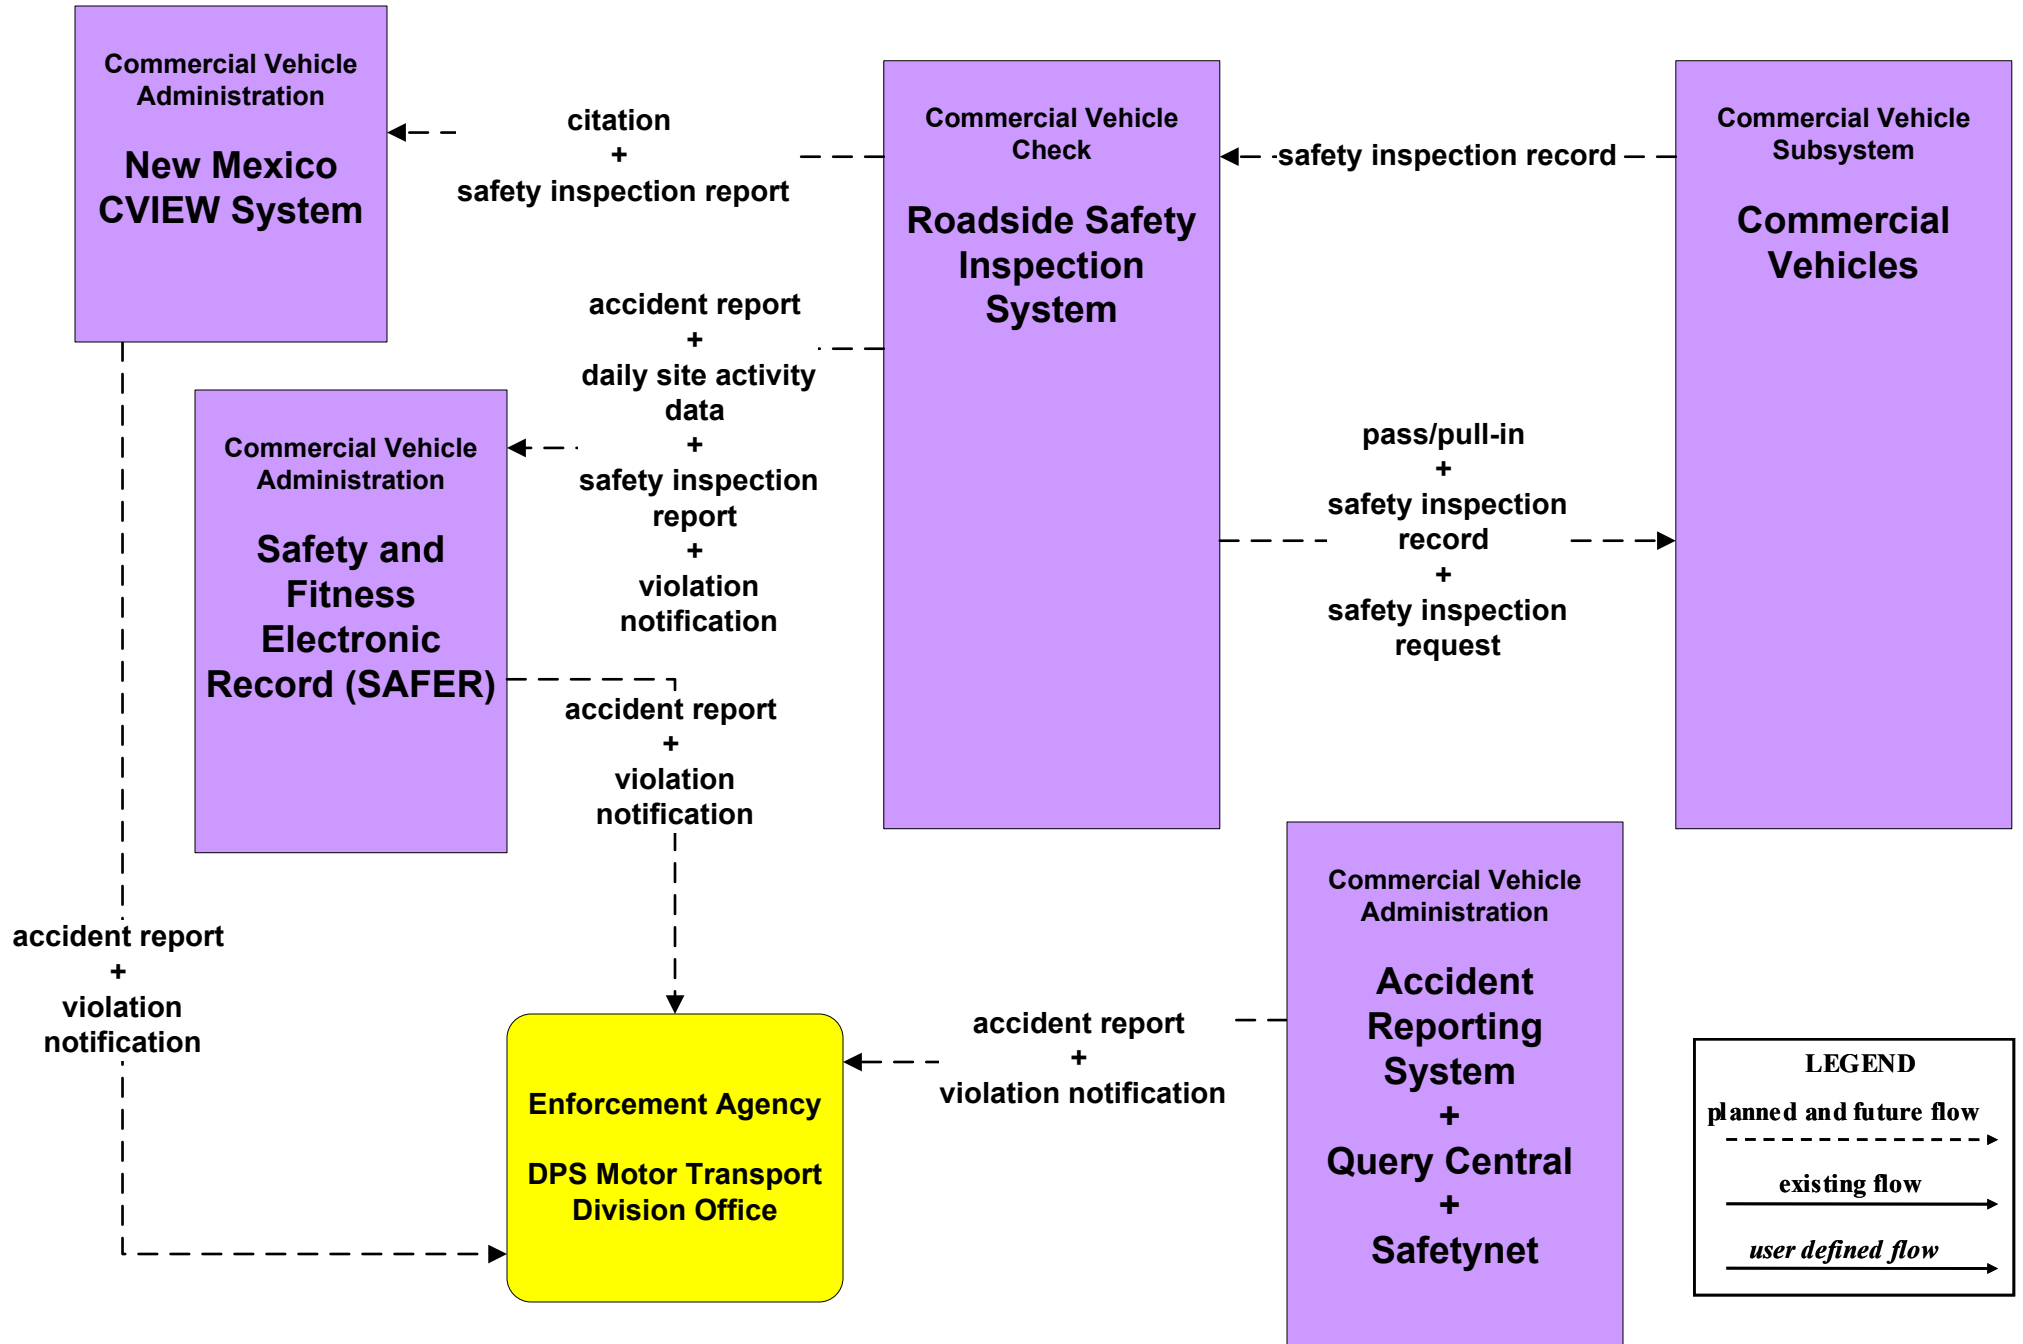 Commercial Vehicle
Administration
New Mexico
CVIEW System
citation
+
safety inspection report
Commercial Vehicle
Check
Roadside Safety
Inspection
System
safety inspection record
Commercial Vehicle
Subsystem
Commercial
Vehicles
accident report
+
daily site activity
data
+
safety inspection
report
+
violation
notification
Commercial Vehicle
Administration
Safety and
Fitness
Electronic
Record (SAFER)
pass/pull-in
+
safety inspection
record
+
safety inspection
request
accident report
+
violation
notification
accident report
+
violation
notification
Enforcement Agency
DPS Motor Transport
Division Office
accident report
+
violation notification
Commercial Vehicle
Administration
Accident
Reporting
System
+
Query Central
+
Safetynet
LEGEND
planned and future flow
existing flow
user defined flow